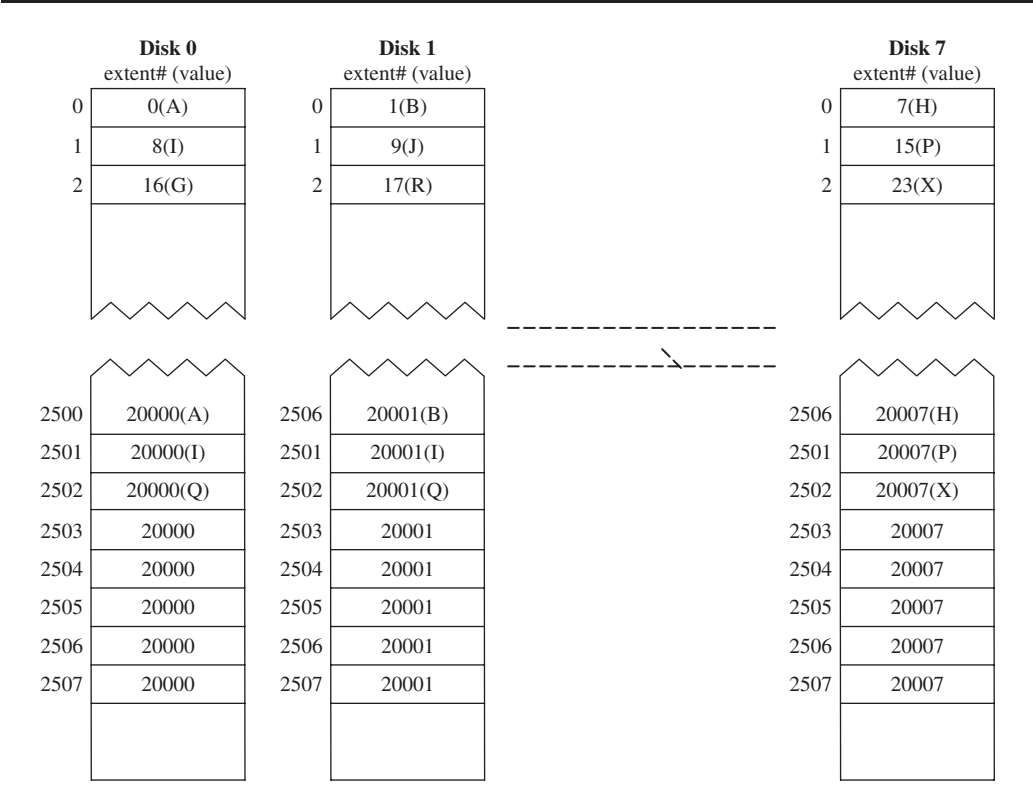 Disk 0 Disk 1 Disk 7
extent# (value) extent# (value) extent# (value)
0 0(A) 0 1(B) 0 7(H)
1 8(I) 1 9(J) 1 15(P)
2 16(G) 2 17(R) 2 23(X)
2500 20000(A) 2506 20001(B) 2506 20007(H)
2501 20000(I) 2501 20001(I) 2501 20007(P)
2502 20000(Q) 2502 20001(Q) 2502 20007(X)
2503 20000 2503 20001 2503 20007
2504 20000 2504 20001 2504 20007
2505 20000 2505 20001 2505 20007
2506 20000 2506 20001 2506 20007
2507 20000 2507 20001 2507 20007